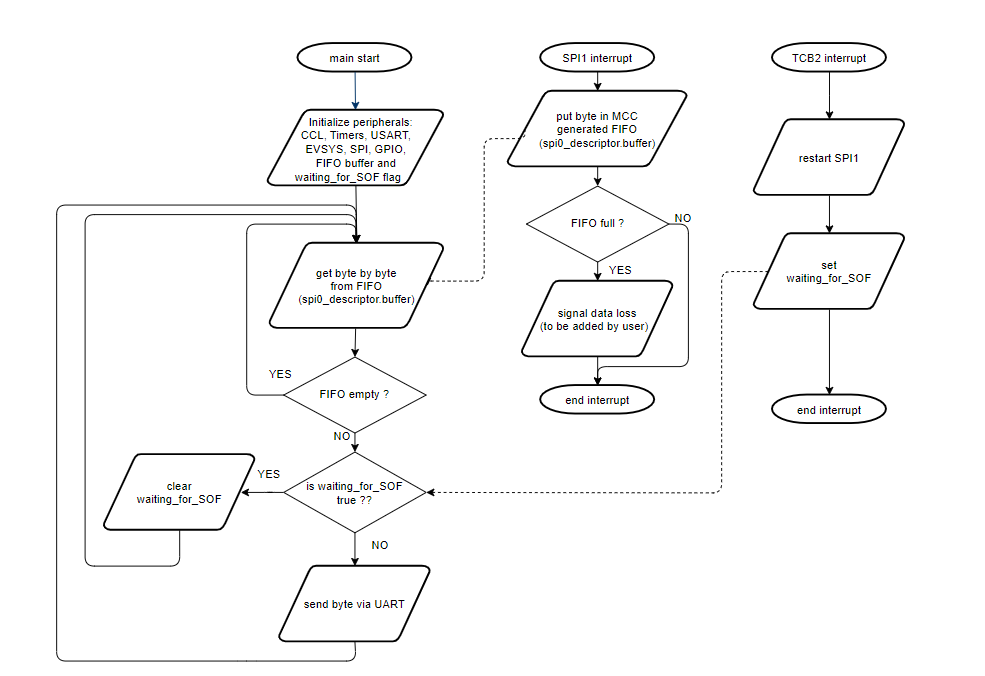 main start
Initialize peripherals:
CCL, Timers, USART,
EVSYS, SPI, GPIO,
FIFO buffer and
waiting_for_SOF flag
get byte by byte
from FIFO
(spi0_descriptor.buffer)
YES
FIFO empty ?
NO
is waiting_for_SOF
true ??
YES
clear
waiting_for_SOF
NO
send byte via UART
SPI1 interrupt
put byte in MCC
generated FIFO
(spi0_descriptor.buffer)
FIFO full ?
NO
YES
signal data loss
(to be added by user)
end interrupt
TCB2 interrupt
restart SPI1
set
waiting_for_SOF
end interrupt